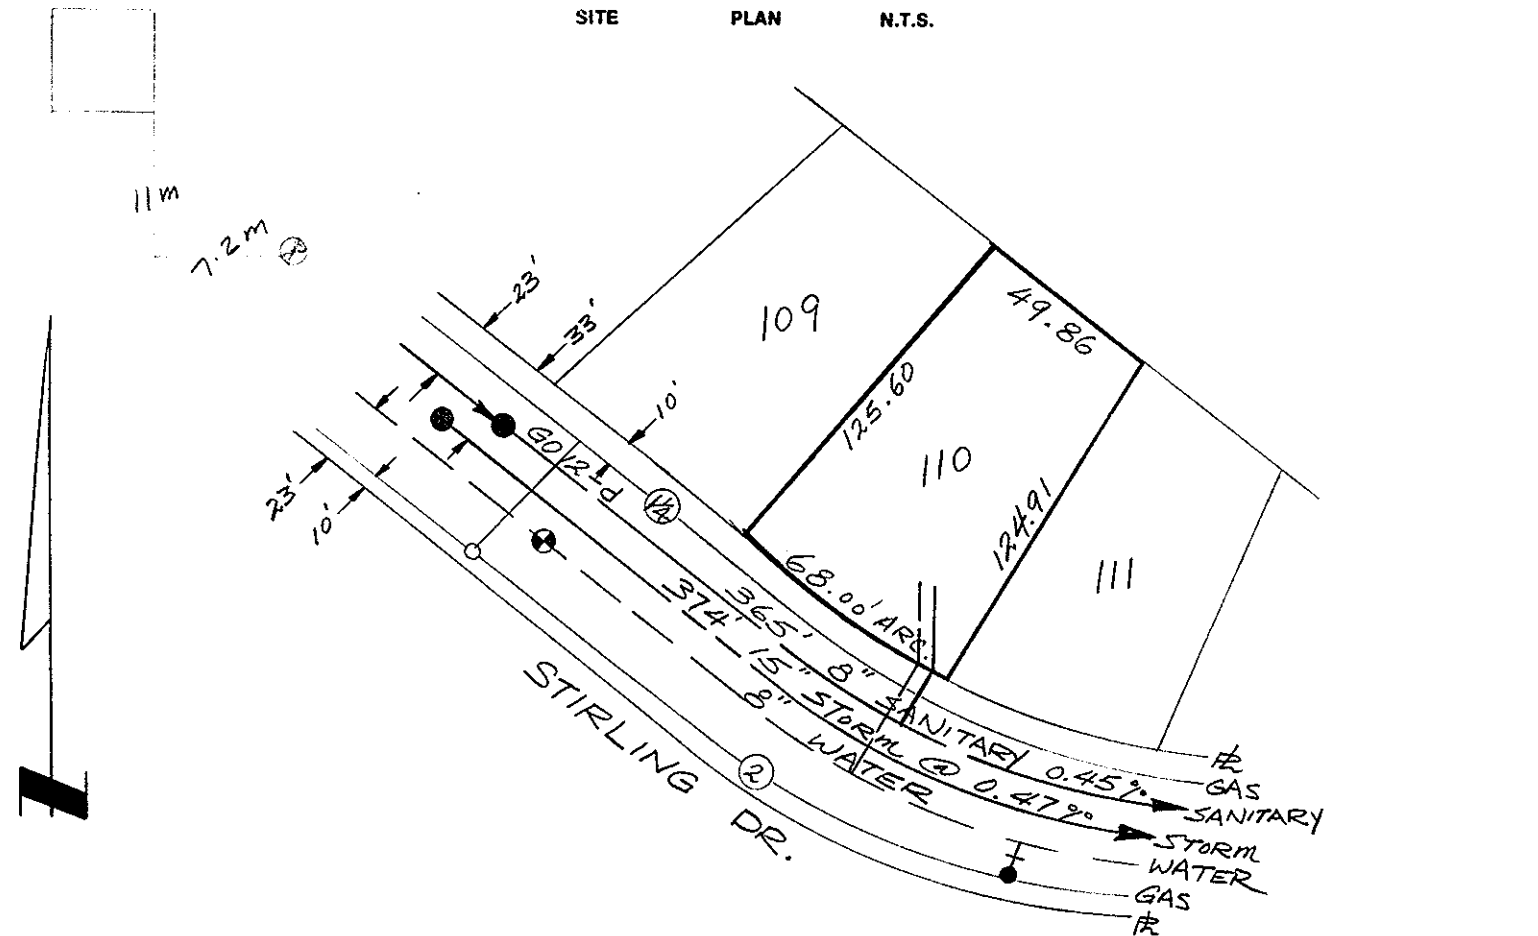 SITE PLAN N.T.S.
11m
7.2m
23'
33'
10'
109
49.86
125.60
110
124.91
111
68.00' ARC.
23'
10'
365' 8" SANITARY 0.45%
374' 15" STORM @ 0.47%
8" WATER
2
STIRLING DR.
PL
GAS
SANITARY
STORM
WATER
GAS
PL